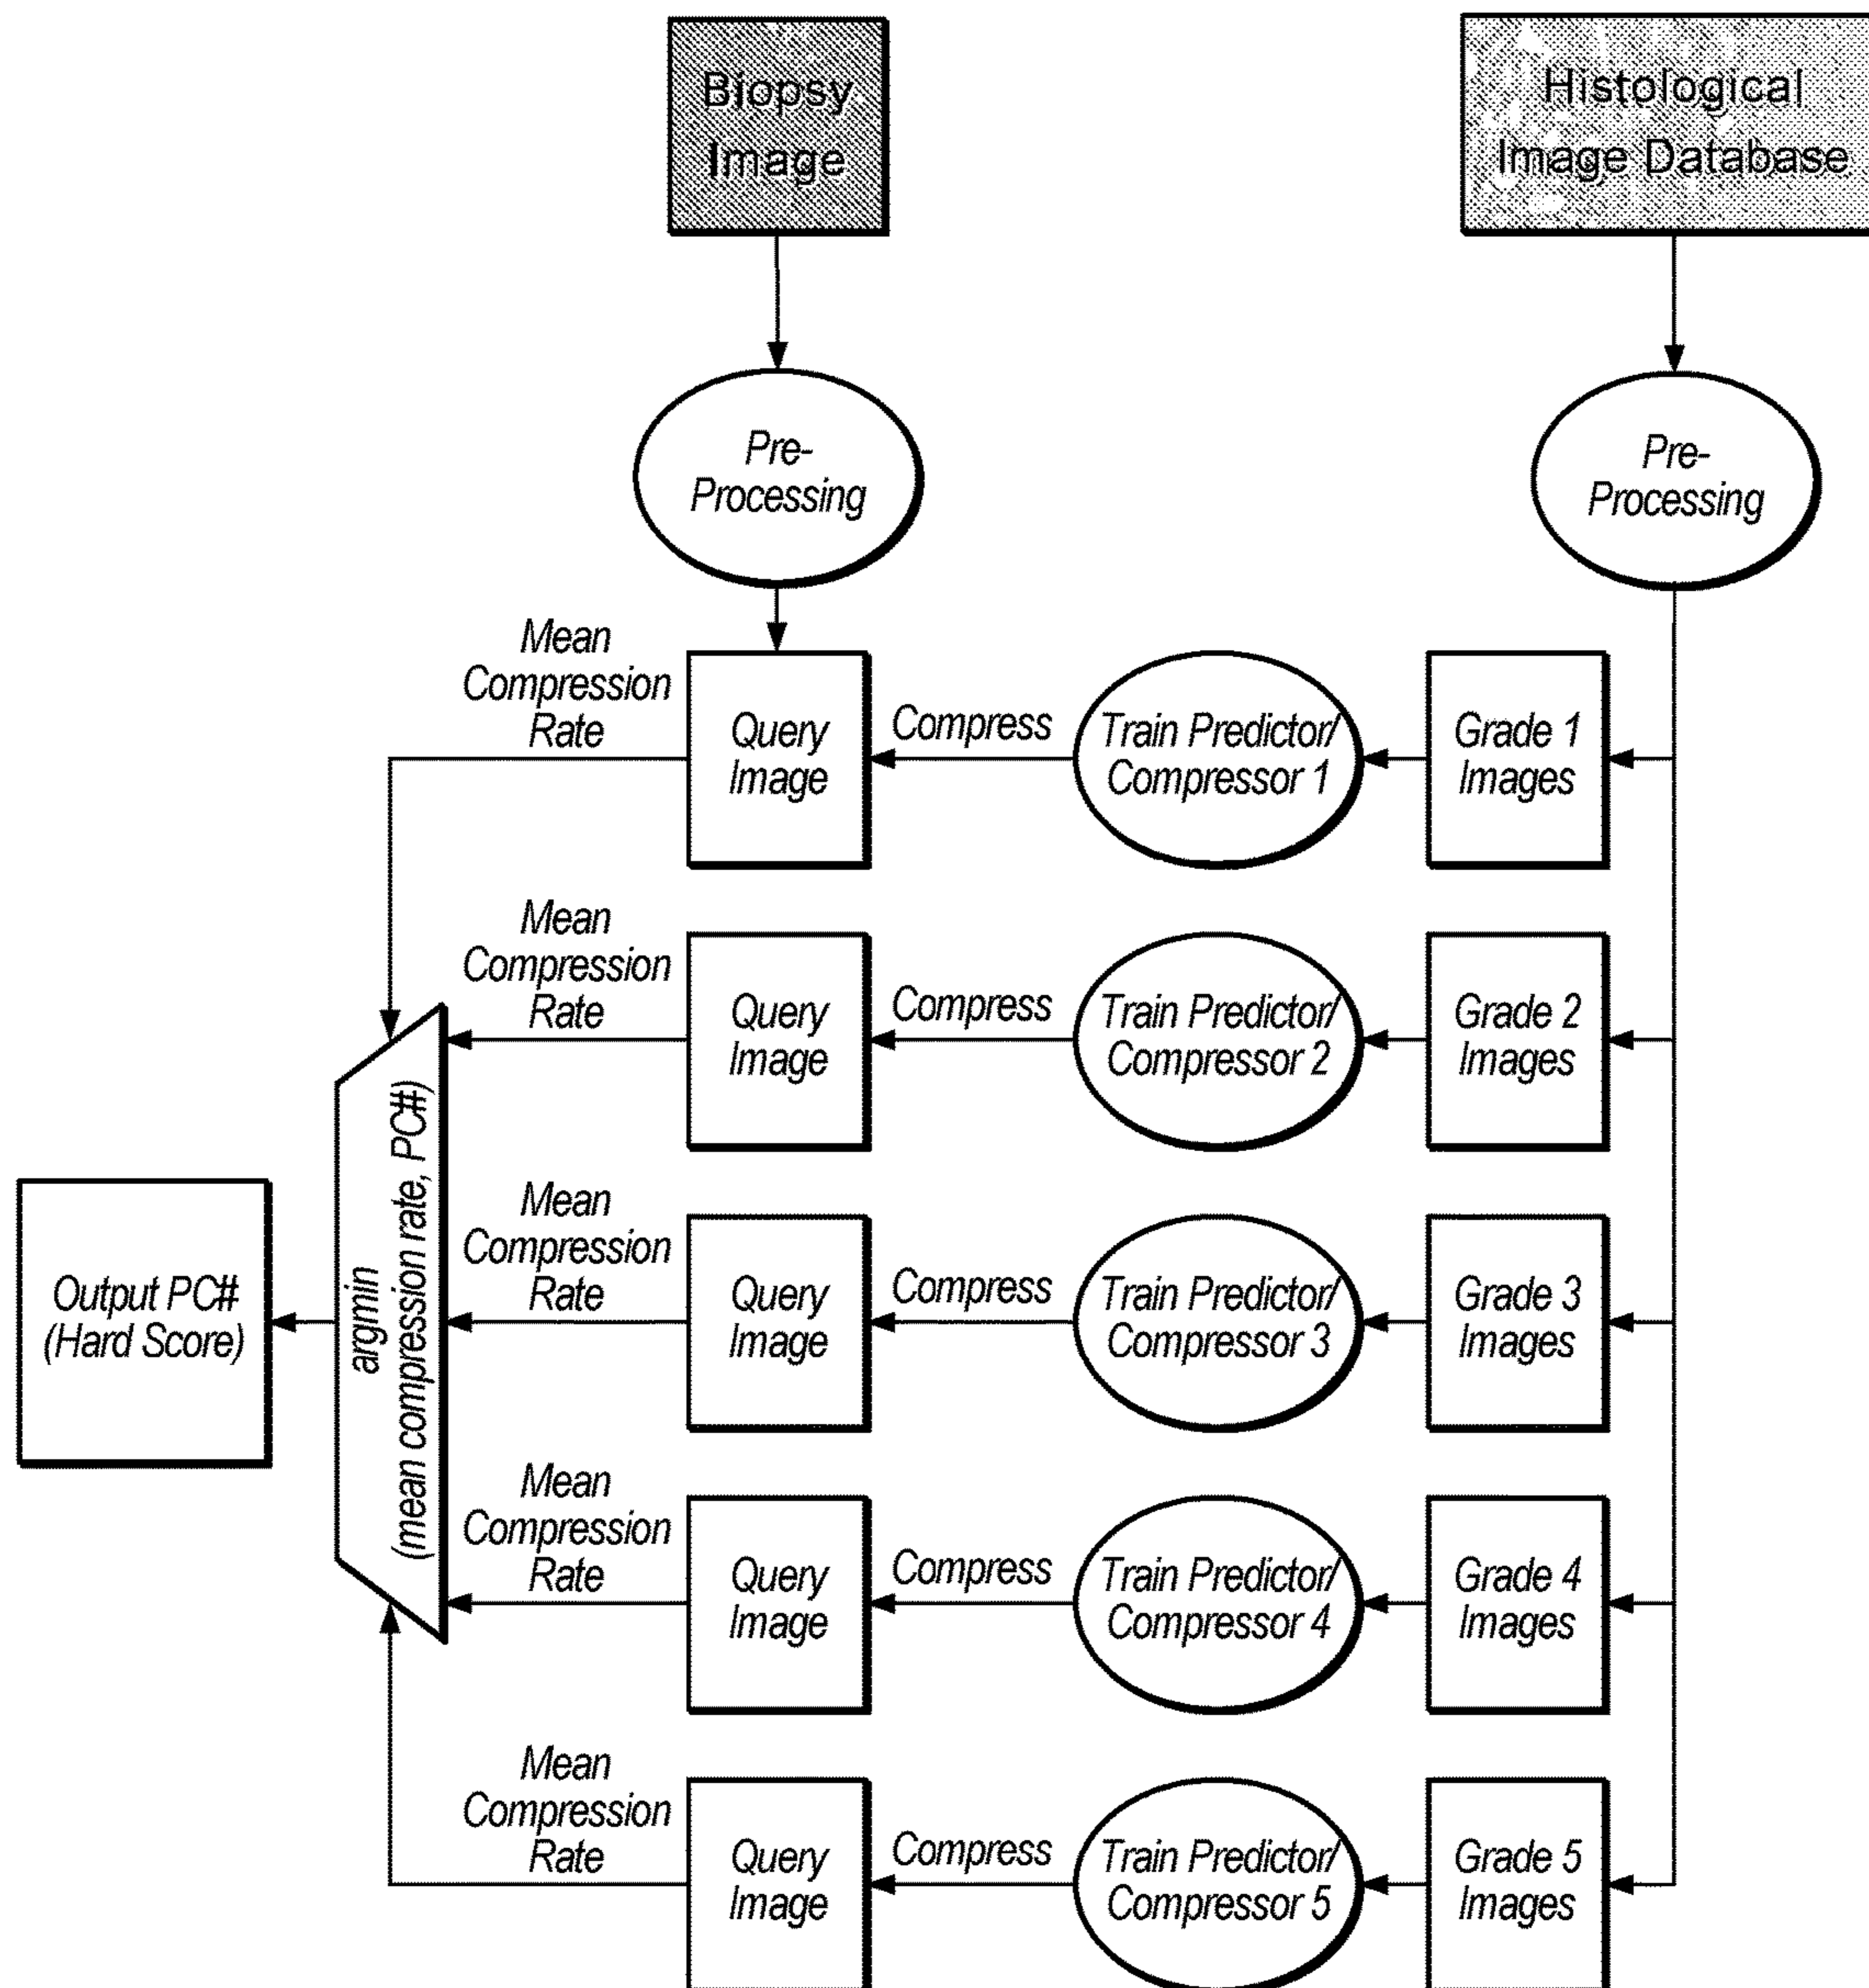 Biopsy
Image
Histological
Image Database
Pre-
Processing
Pre-
Processing
Mean
Compression
Rate
Query
Image
Compress
Train Predictor/
Compressor 1
Grade 1
Images
Mean
Compression
Rate
Query
Image
Compress
Train Predictor/
Compressor 2
Grade 2
Images
Mean
Compression
Rate
Query
Image
Compress
Train Predictor/
Compressor 3
Grade 3
Images
Mean
Compression
Rate
Query
Image
Compress
Train Predictor/
Compressor 4
Grade 4
Images
Mean
Compression
Rate
Query
Image
Compress
Train Predictor/
Compressor 5
Grade 5
Images
argmin
(mean compression rate, PC#)
Output PC#
(Hard Score)